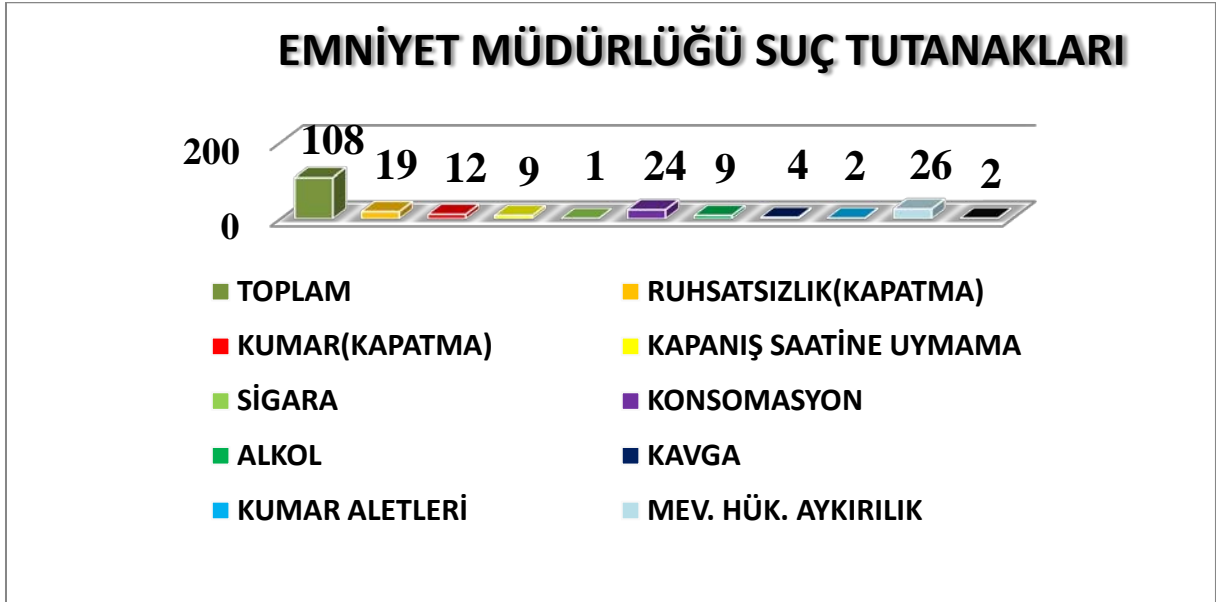 EMNİYET MÜDÜRLÜĞÜ SUÇ TUTANAKLARI
200
0
108 19 12 9 1 24 9 4 2 26 2
TOPLAM
RUHSATSIZLIK(KAPATMA)
KUMAR(KAPATMA)
KAPANIŞ SAATİNE UYMAMA
SİGARA
KONSOMASYON
ALKOL
KAVGA
KUMAR ALETLERİ
MEV. HÜK. AYKIRILIK